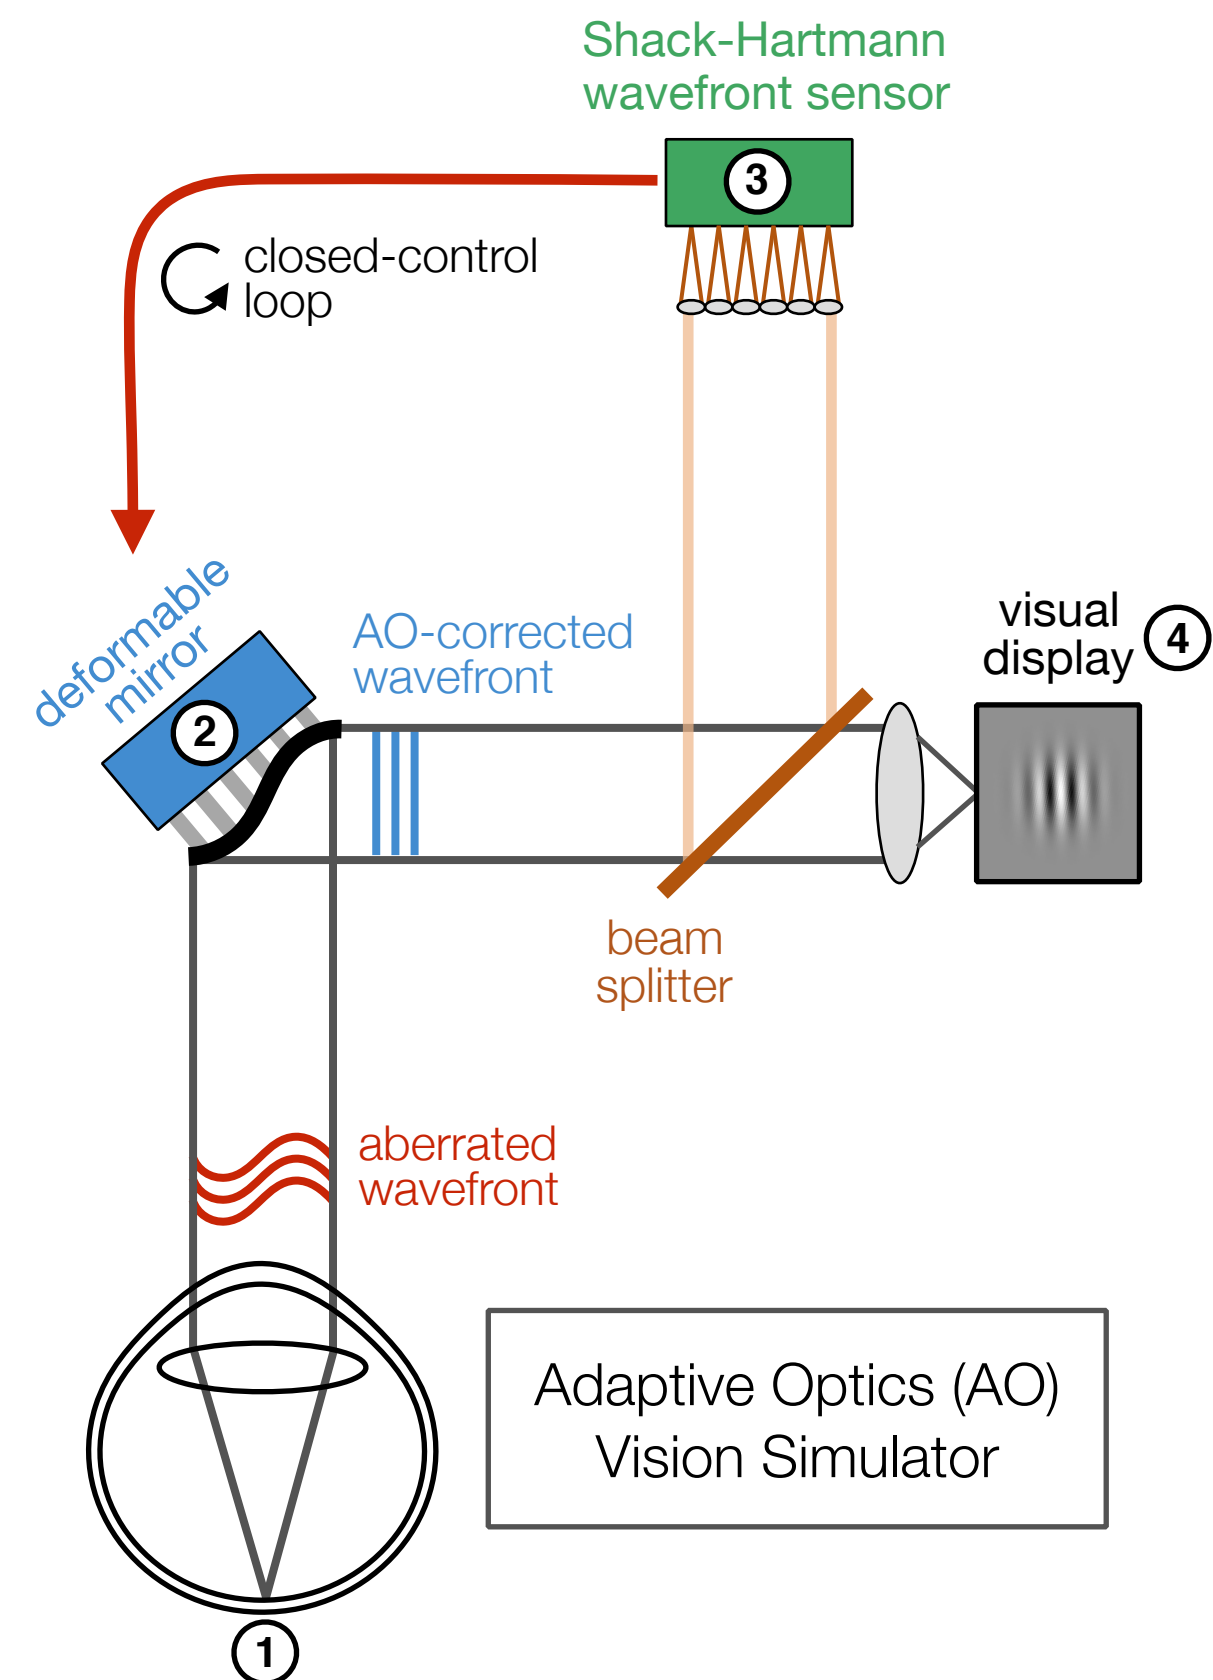 Shack-Hartmann
wavefront sensor
3
closed-control
loop
deformable
mirror
2
AO-corrected
wavefront
visual
display
4
beam
splitter
aberrated
wavefront
Adaptive Optics (AO)
Vision Simulator
1